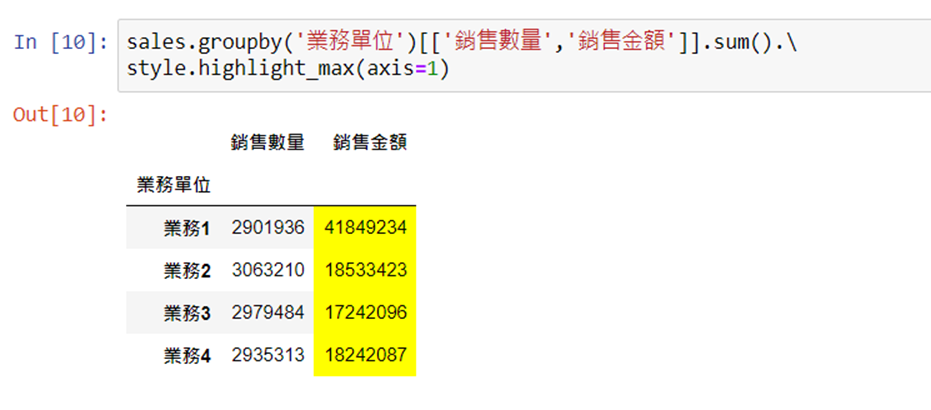 In [10]: sales.groupby('業務單位')[['銷售數量','銷售金額']].sum().\
style.highlight_max(axis=1)
Out[10]:
銷售數量 銷售金額
業務單位
業務1 2901936 41849234
業務2 3063210 18533423
業務3 2979484 17242096
業務4 2935313 18242087